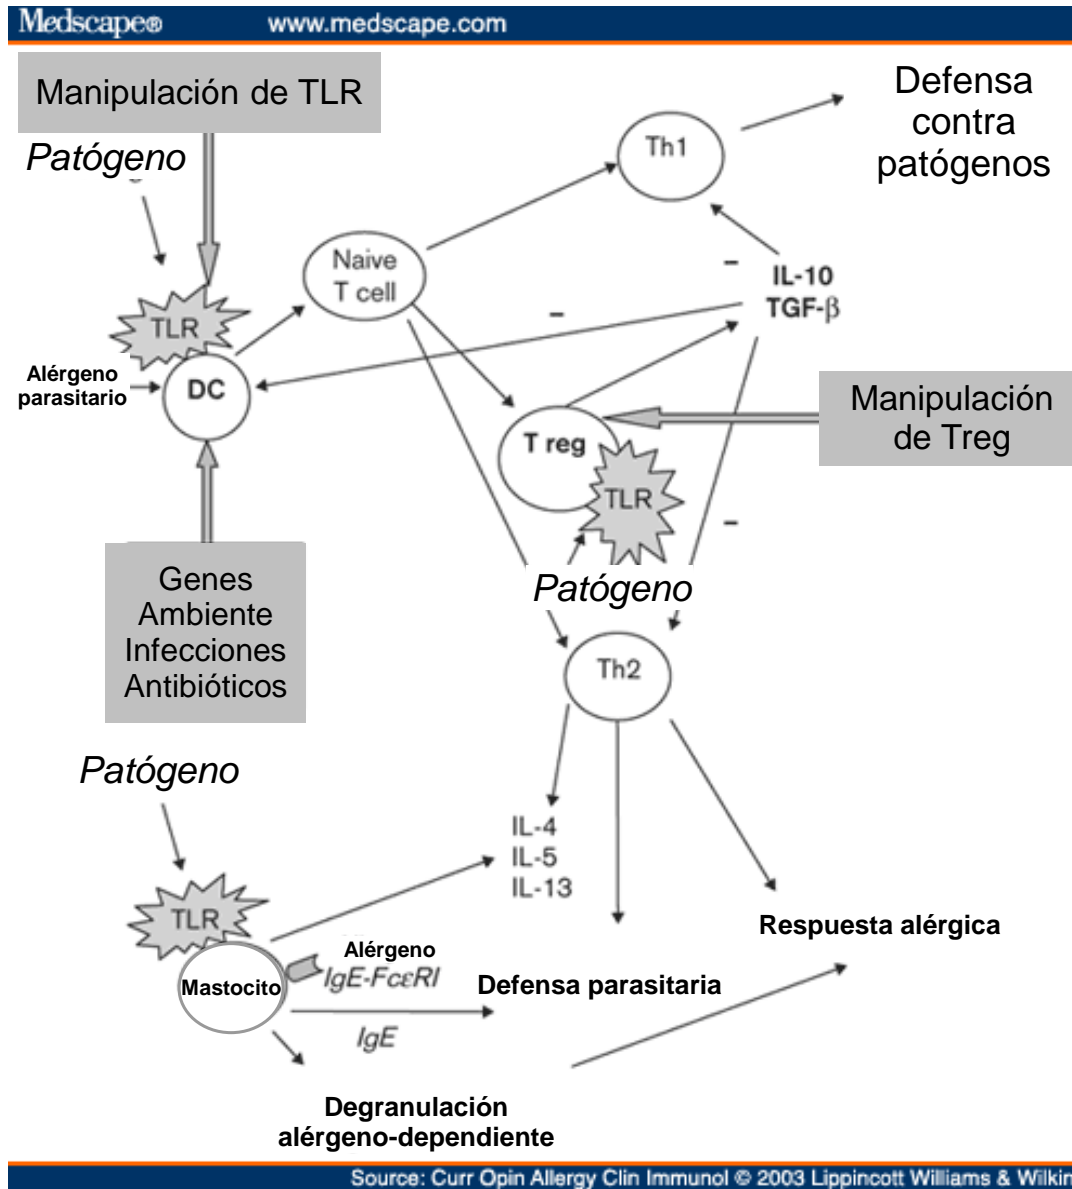 Medscape® www.medscape.com
Manipulación de TLR
Patógeno
Defensa
contra
patógenos
Th1
Naive
T cell
–
IL-10
TGF-β
–
TLR
Alérgeno
parasitario
DC
Manipulación
de Treg
T reg
TLR
–
Patógeno
Genes
Ambiente
Infecciones
Antibióticos
Th2
Patógeno
IL-4
IL-5
IL-13
TLR
Respuesta alérgica
Alérgeno
IgE-FcεRI
Mastocito
Defensa parasitaria
IgE
Degranulación
alérgeno-dependiente
Source: Curr Opin Allergy Clin Immunol © 2003 Lippincott Williams & Wilkin